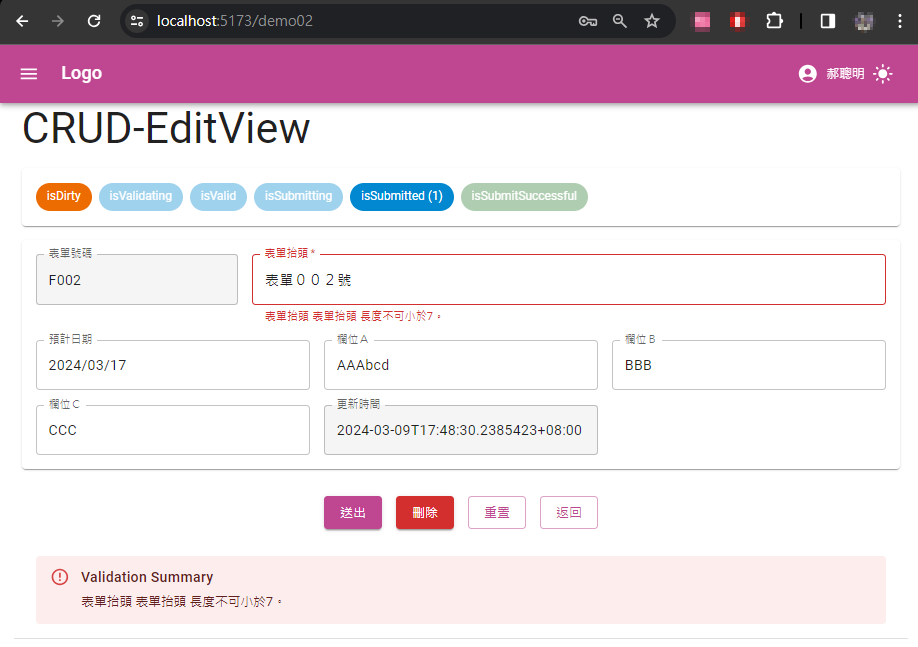 localhost:5173/demo02
Logo
郝聰明
CRUD-EditView
isDirty isValidating isValid isSubmitting isSubmitted (1) isSubmitSuccessful
表單號碼 表單抬頭 *
F002 表單００２號
表單抬頭 表單抬頭 長度不可小於7。
預計日期 欄位Ａ 欄位Ｂ
2024/03/17 AAAbcd BBB
欄位Ｃ 更新時間
CCC 2024-03-09T17:48:30.2385423+08:00
送出 刪除 重置 返回
Validation Summary
表單抬頭 表單抬頭 長度不可小於7。